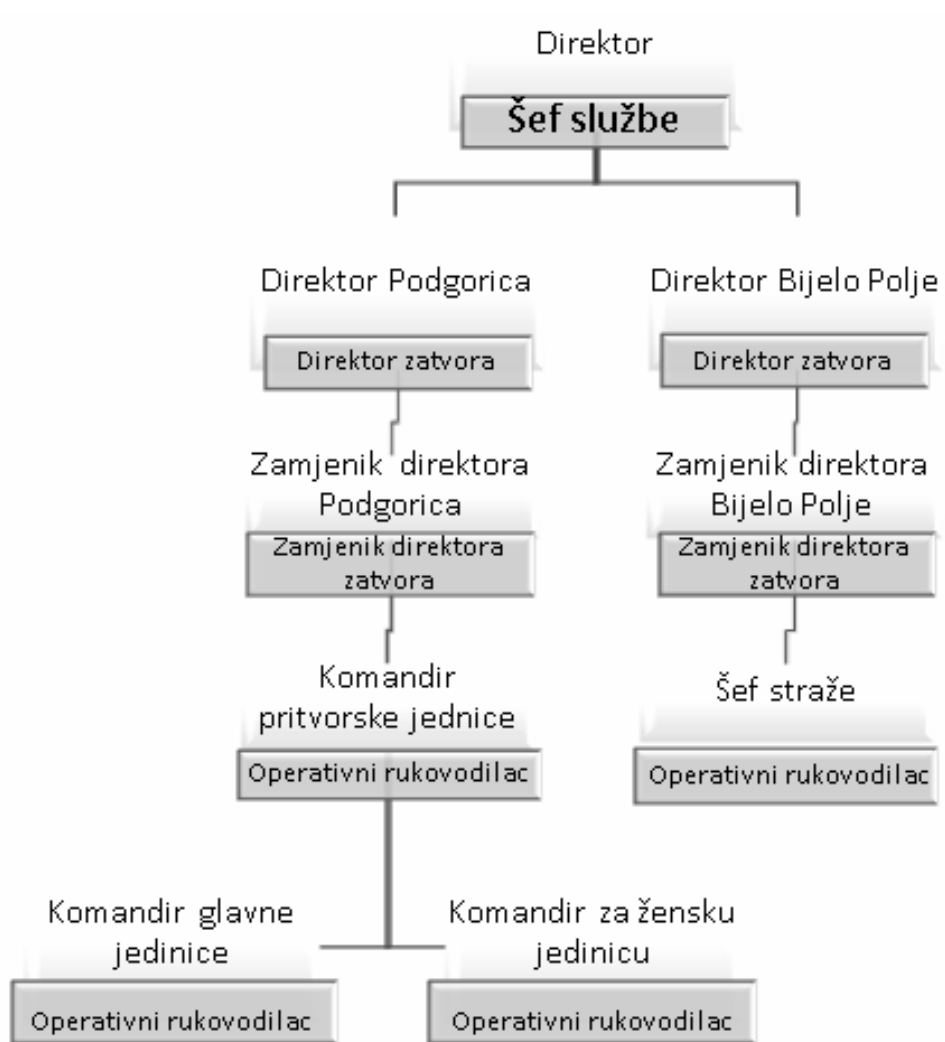 Direktor
Šef službe
Direktor Podgorica
Direktor zatvora
Direktor Bijelo Polje
Direktor zatvora
Zamjenik direktora
Podgorica
Zamjenik direktora
zatvora
Zamjenik direktora
Bijelo Polje
Zamjenik direktora
zatvora
Komandir
pritvorske jednice
Operativni rukovodilac
Šef straže
Operativni rukovodilac
Komandir glavne
jedinice
Operativni rukovodilac
Komandir za žensku
jedinicu
Operativni rukovodilac